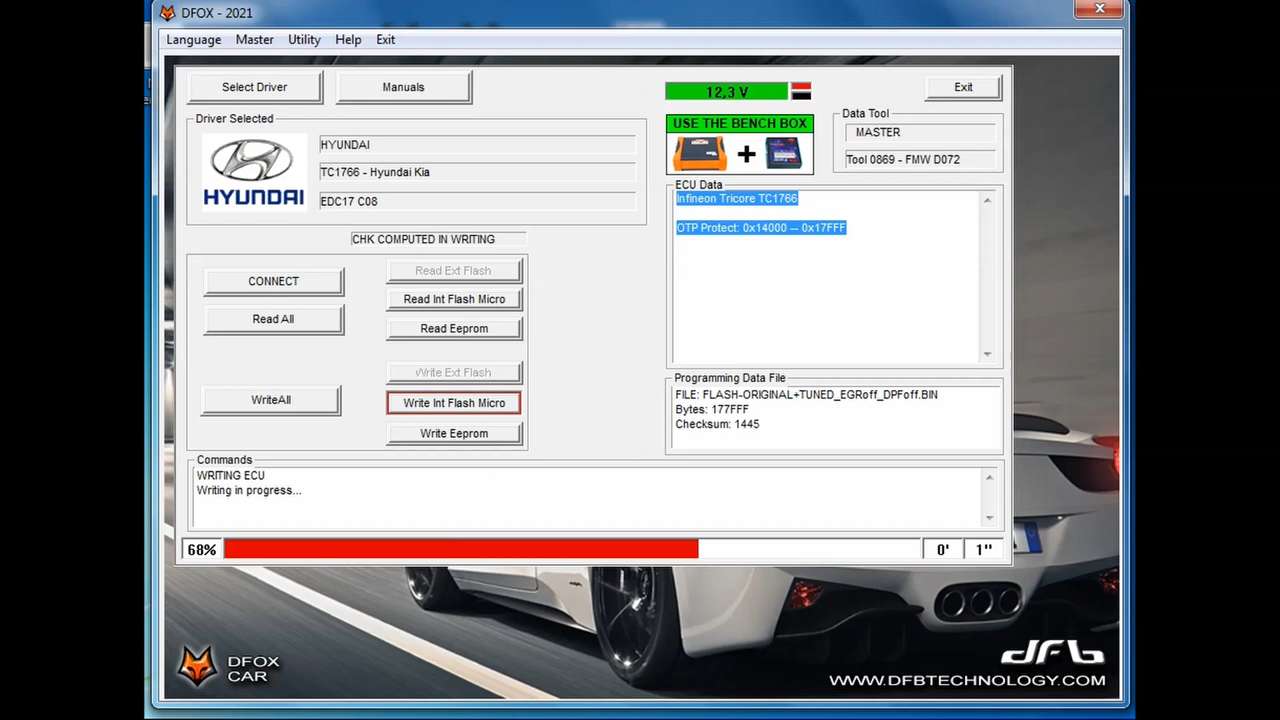 DFOX - 2021
Language Master Utility Help Exit
Select Driver Manuals
12,3 V
Exit
USE THE BENCH BOX
+
Data Tool
MASTER
Tool 0869 - FMW D072
Driver Selected
HYUNDAI
HYUNDAI
TC1766 - Hyundai Kia
EDC17 C08
CHK COMPUTED IN WRITING
CONNECT
Read All
WriteAll
Read Ext Flash
Read Int Flash Micro
Read Eeprom
Write Ext Flash
Write Int Flash Micro
Write Eeprom
ECU Data
Infineon Tricore TC1766
OTP Protect: 0x14000 -- 0x17FFF
Programming Data File
FILE: FLASH-ORIGINAL+TUNED_EGRoff_DPFoff.BIN
Bytes: 177FFF
Checksum: 1445
Commands
WRITING ECU
Writing in progress...
68% 0' 1"
DFOX
CAR
dfb
WWW.DFBTECHNOLOGY.COM